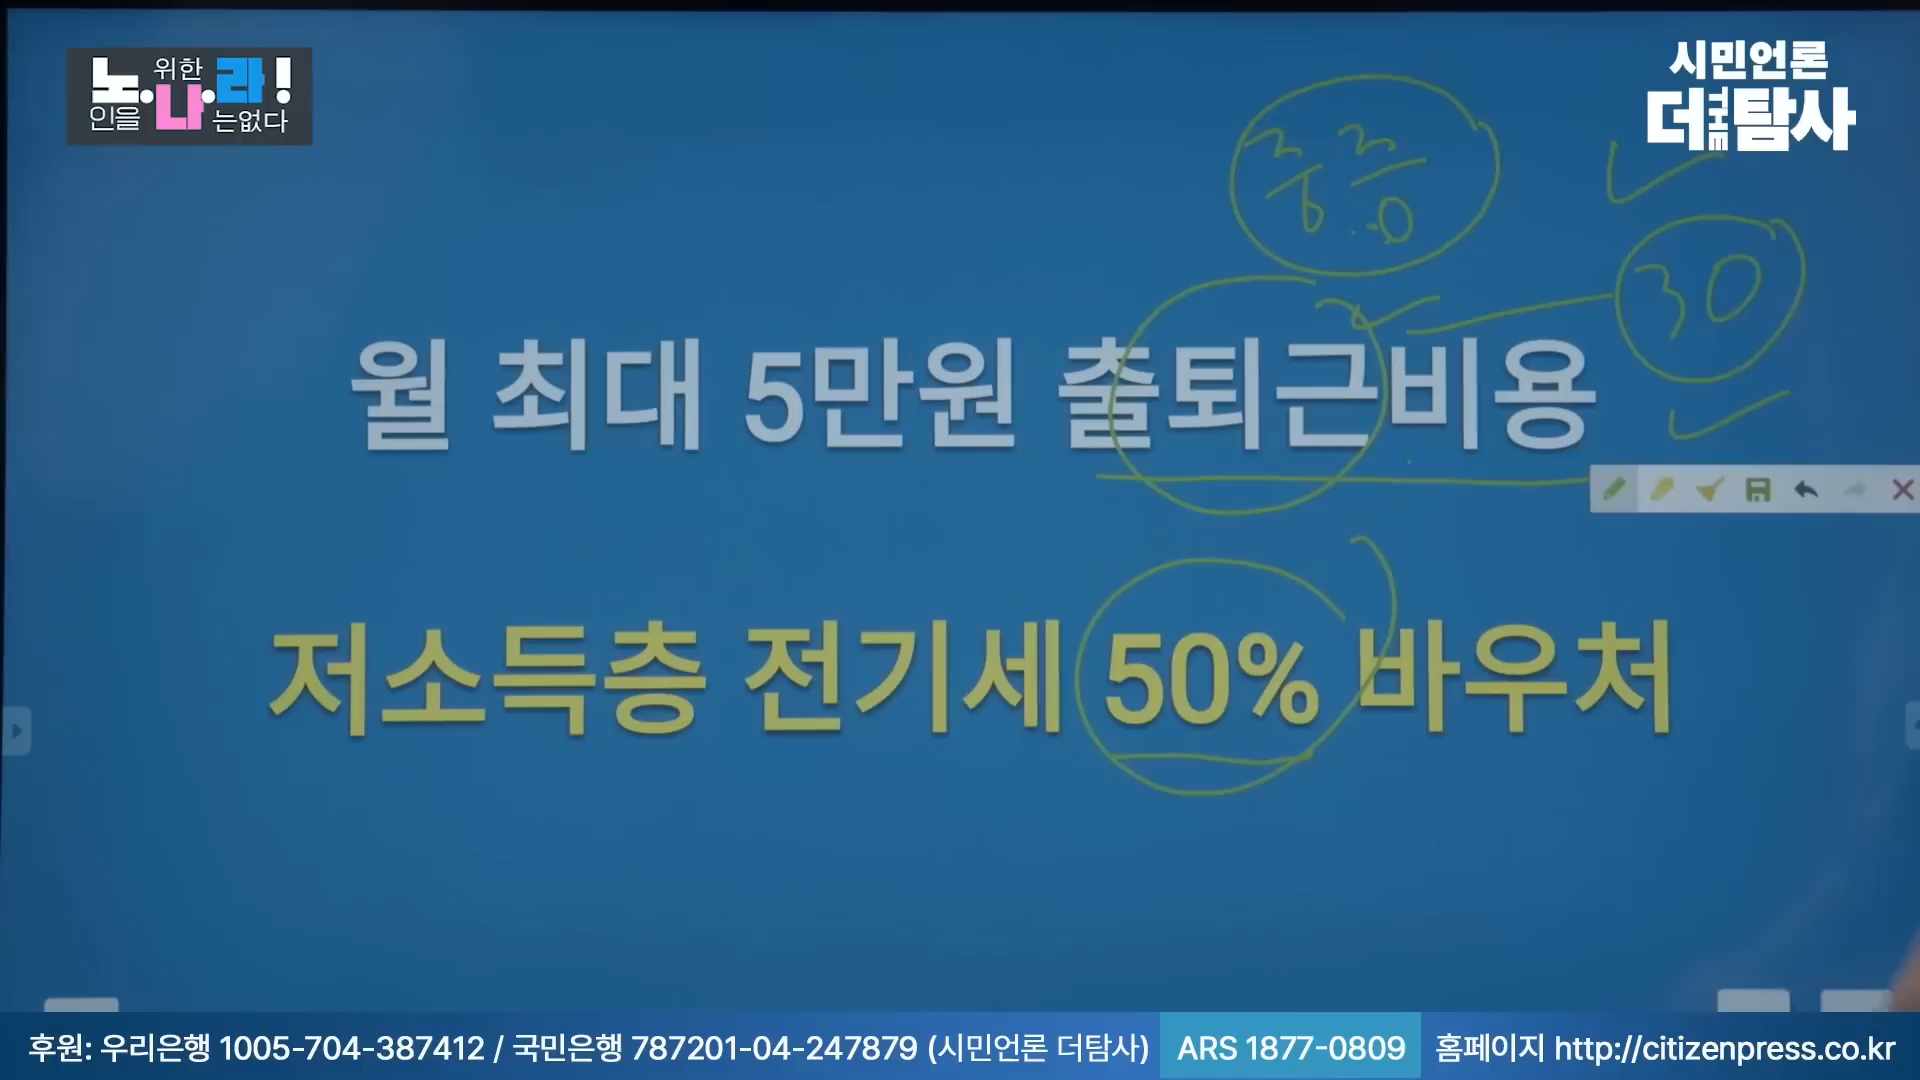 노.
위한
나.
라!
인을
는없다
시민언론
더탐사
중증
30
월 최대 5만원 출퇴근비용
저소득층 전기세 50% 바우처
후원: 우리은행 1005-704-387412 / 국민은행 787201-04-247879 (시민언론 더탐사) ARS 1877-0809 홈페이지 http://citizenpress.co.kr